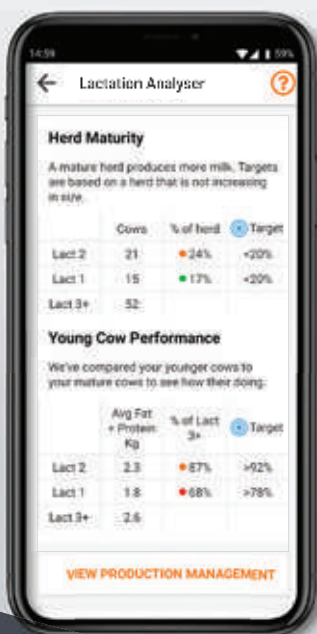 14:59
59%
Lactation Analyser
?
Herd Maturity
A mature herd produces more milk. Targets
are based on a herd that is not increasing
in size.
Cows % of herd Target
Lact 2 21 24% <20%
Lact 1 15 17% <20%
Lact 3+ 52
Young Cow Performance
We've compared your younger cows to
your mature cows to see how their doing.
Avg Fat
+ Protein
Kg
% of Lact
3+
Target
Lact 2 2.3 87% >92%
Lact 1 1.8 68% >78%
Lact 3+ 2.6
VIEW PRODUCTION MANAGEMENT